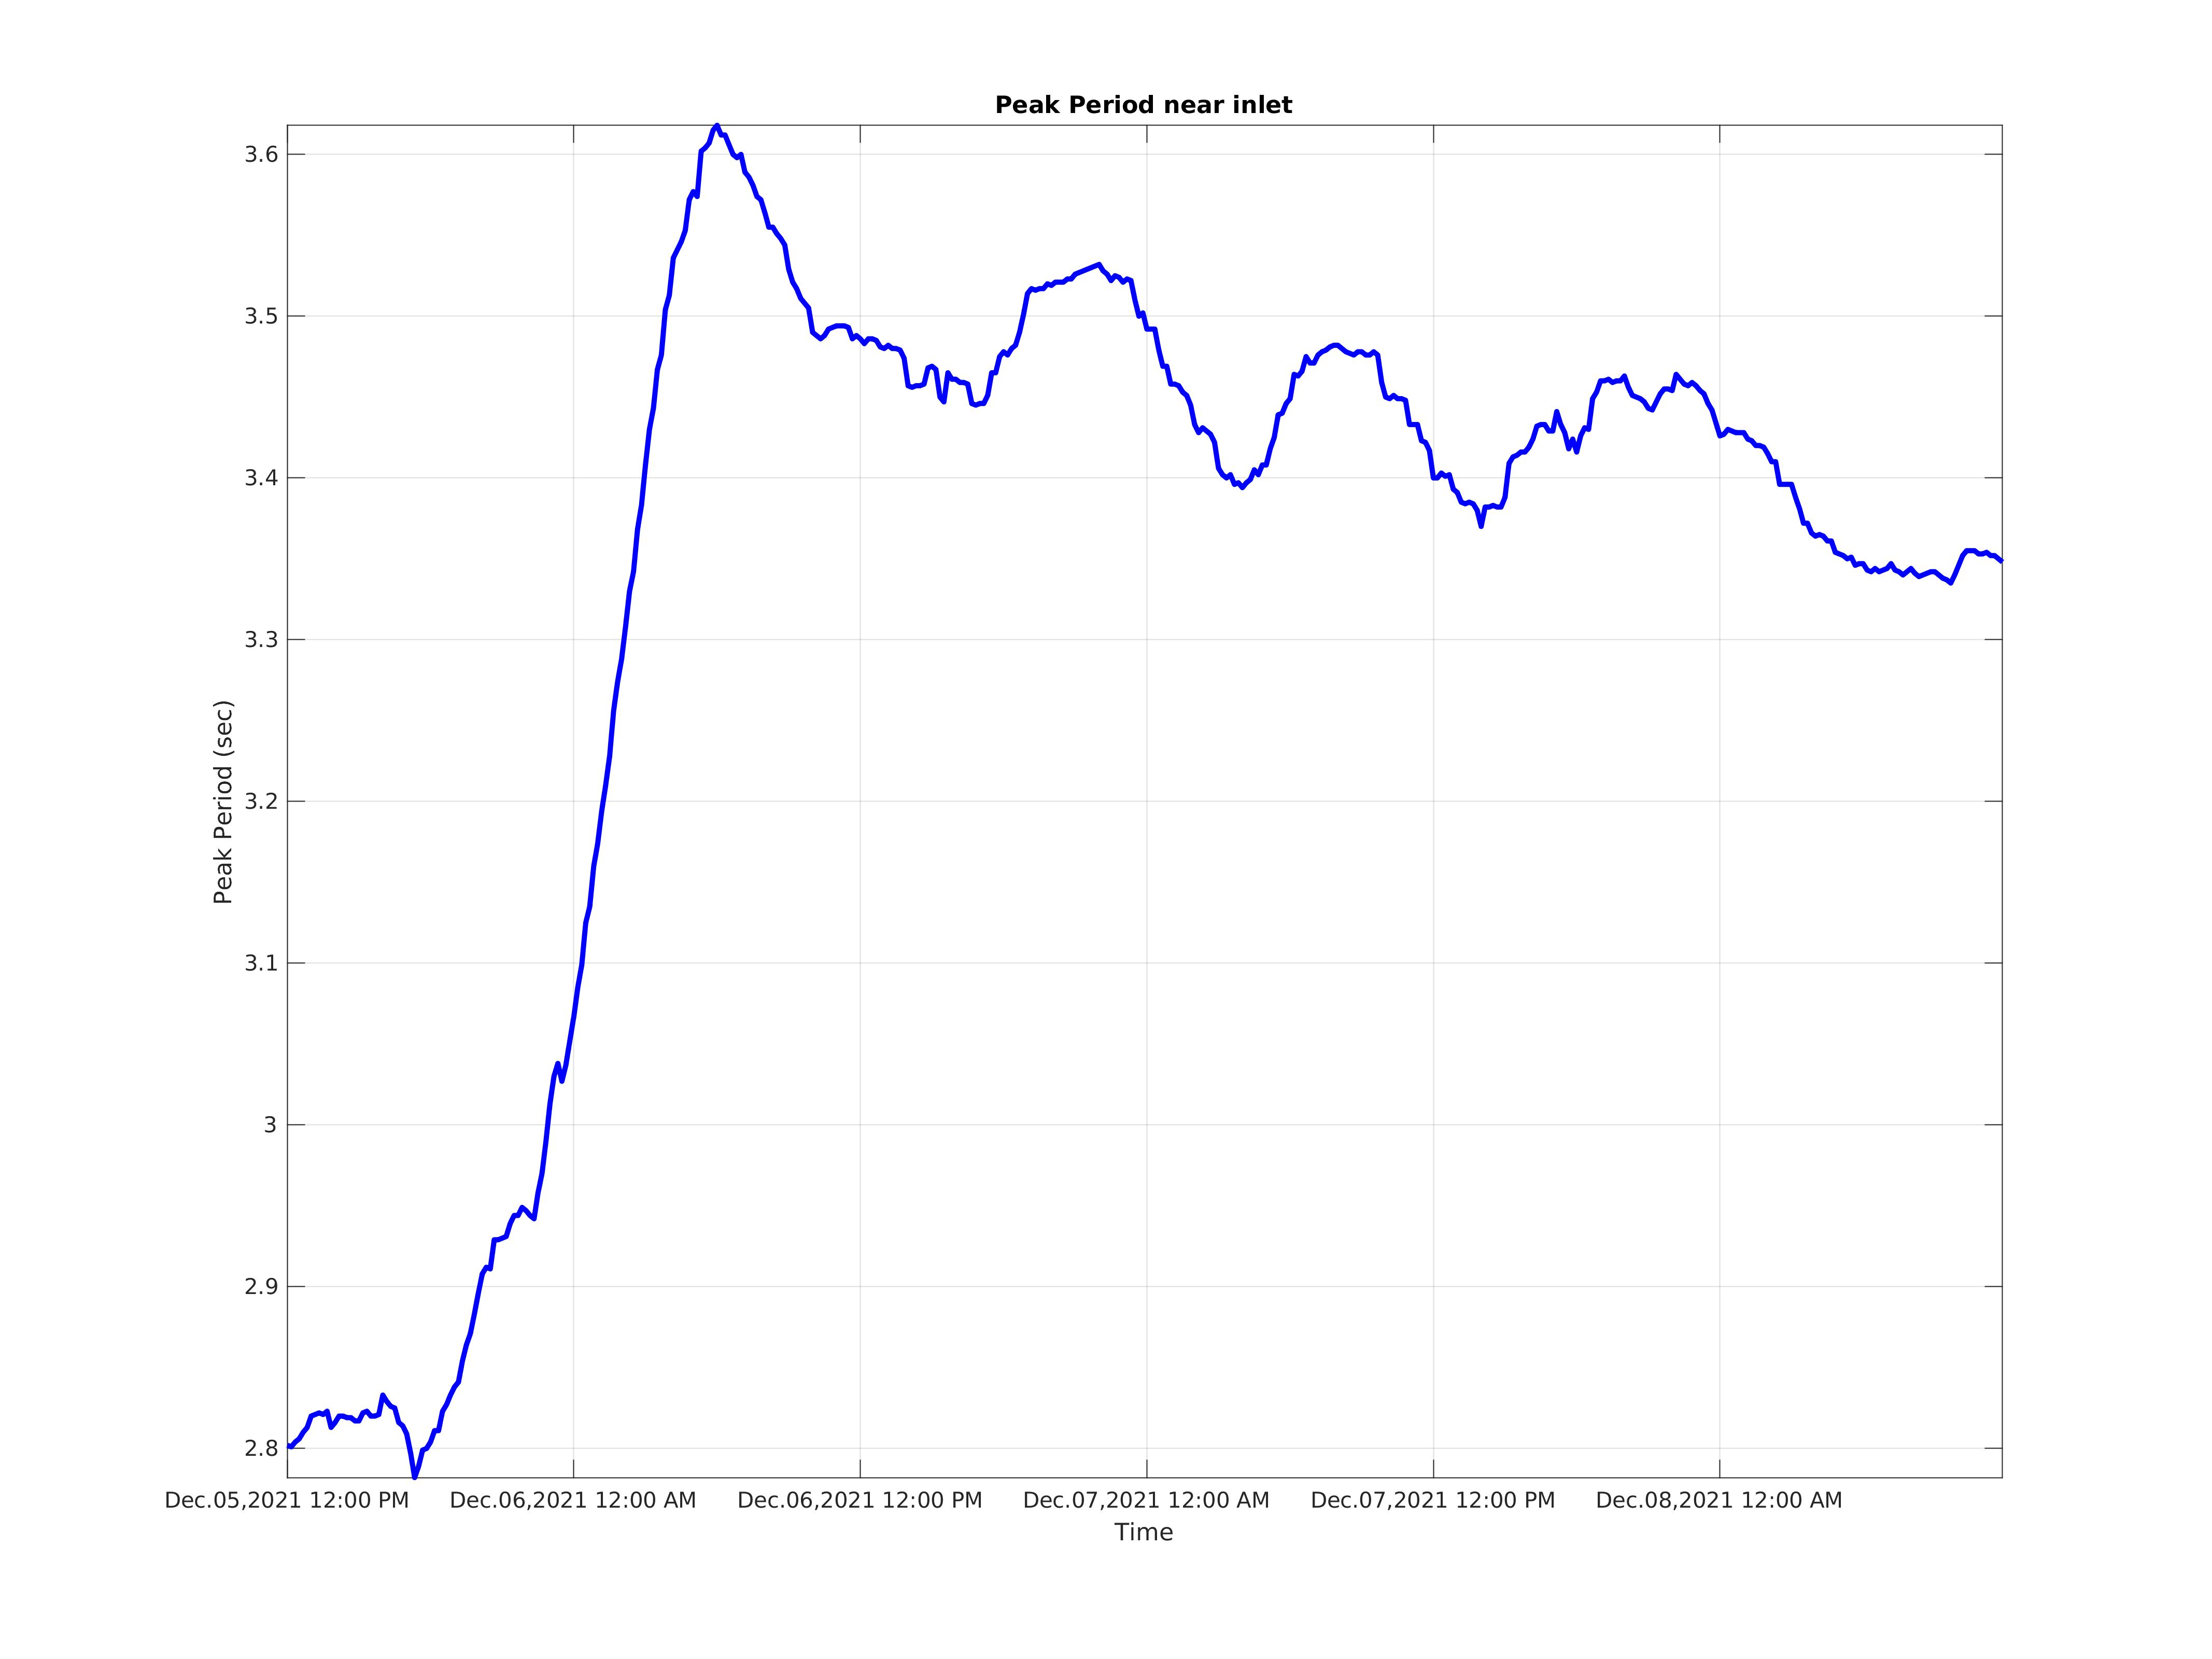 Peak Period near inlet
3.6
3.5
3.4
3.3
3.2
3.1
3
2.9
2.8
Peak Period (sec)
Dec.05,2021 12:00 PM Dec.06,2021 12:00 AM Dec.06,2021 12:00 PM Dec.07,2021 12:00 AM Dec.07,2021 12:00 PM Dec.08,2021 12:00 AM
Time